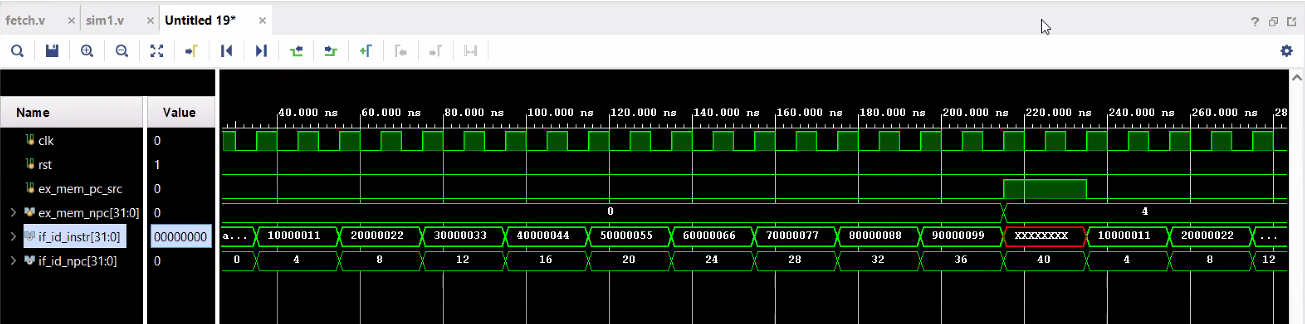 fetch.v × sim1.v × Untitled 19* × ?
Name Value
40.000 ns 60.000 ns 80.000 ns 100.000 ns 120.000 ns 140.000 ns 160.000 ns 180.000 ns 200.000 ns 220.000 ns 240.000 ns 260.000 ns 28
clk 0
rst 1
ex_mem_pc_src 0
ex_mem_npc[31:0] 0 0 4
if_id_instr[31:0] 00000000 a... 10000011 20000022 30000033 40000044 50000055 60000066 70000077 80000088 90000099 XXXXXXXX 10000011 20000022 ...
if_id_npc[31:0] 0 0 4 8 12 16 20 24 28 32 36 40 4 8 12